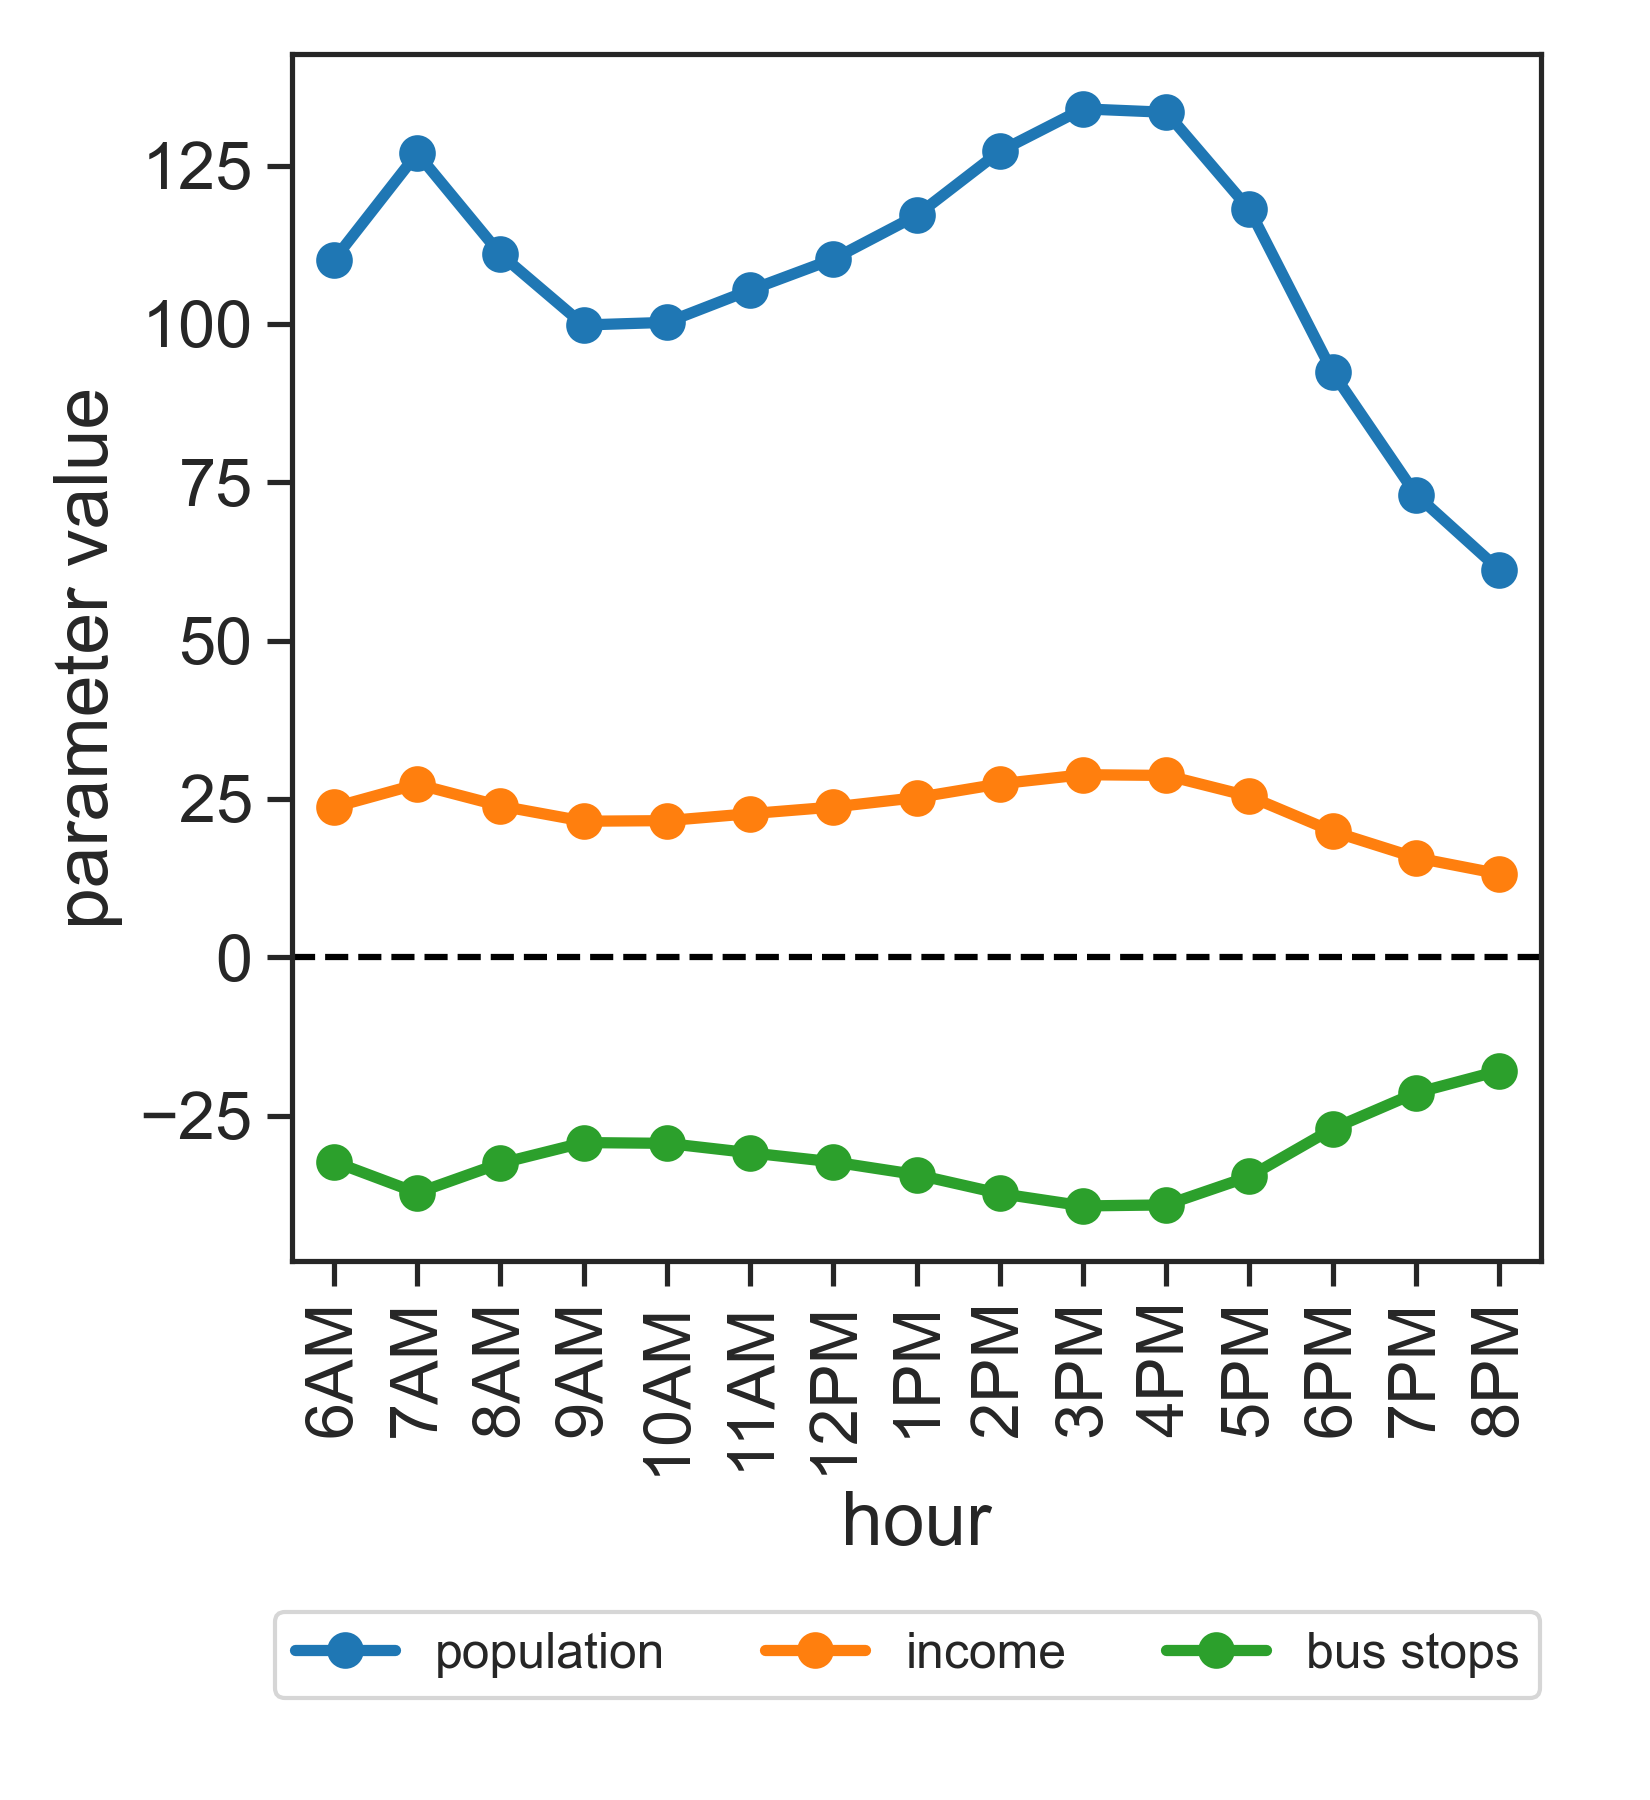 parameter value
125
100
75
50
25
0
−25
6AM 7AM 8AM 9AM 10AM 11AM 12PM 1PM 2PM 3PM 4PM 5PM 6PM 7PM 8PM
hour
population income bus stops